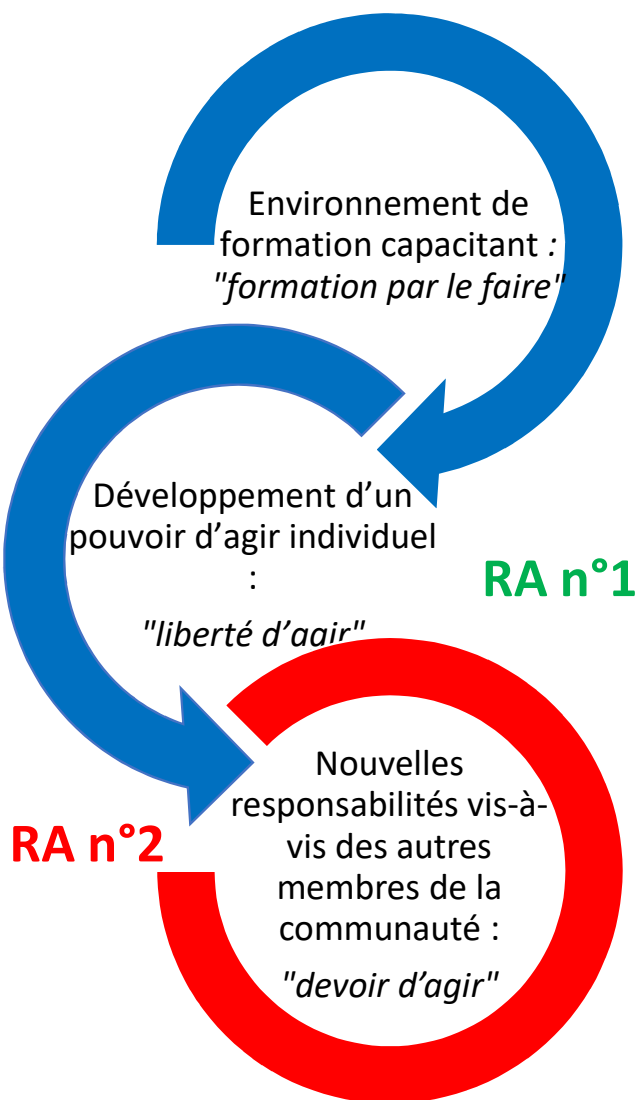 Environnement de
formation capacitant :
"formation par le faire"
Développement d’un
pouvoir d’agir individuel
:
RA n°1
"liberté d’agir"
Nouvelles
responsabilités vis-à-
vis des autres
RA n°2
membres de la
communauté :
"devoir d’agir"